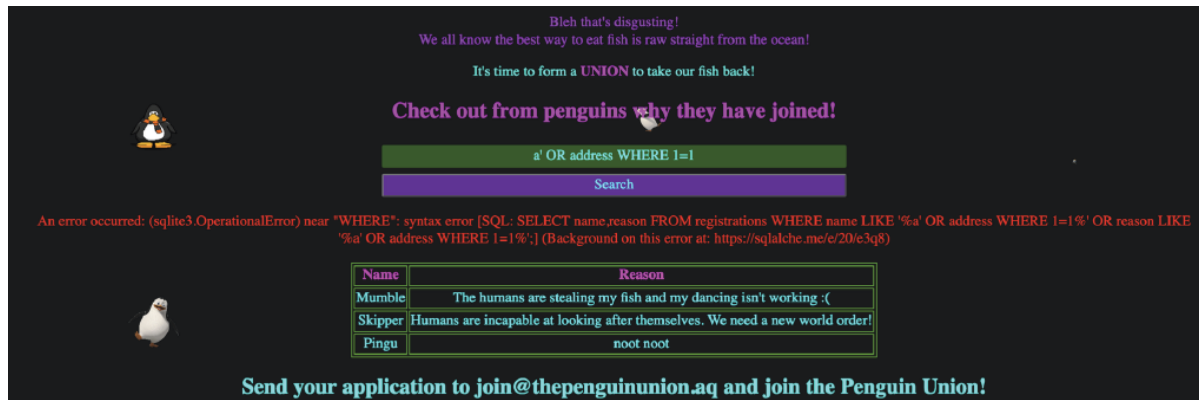 Bleh that's disgusting!
We all know the best way to eat fish is raw straight from the ocean!
It's time to form a UNION to take our fish back!
Check out from penguins why they have joined!
a' OR address WHERE 1=1
Search
An error occurred: (sqlite3.OperationalError) near "WHERE": syntax error [SQL: SELECT name,reason FROM registrations WHERE name LIKE '%a' OR address WHERE 1=1%' OR reason LIKE
'%a' OR address WHERE 1=1%';] (Background on this error at: https://sqlalche.me/e/20/e3q8)
Name Reason
Mumble The humans are stealing my fish and my dancing isn't working :(
Skipper Humans are incapable at looking after themselves. We need a new world order!
Pingu noot noot
Send your application to join@thepenguinunion.aq and join the Penguin Union!